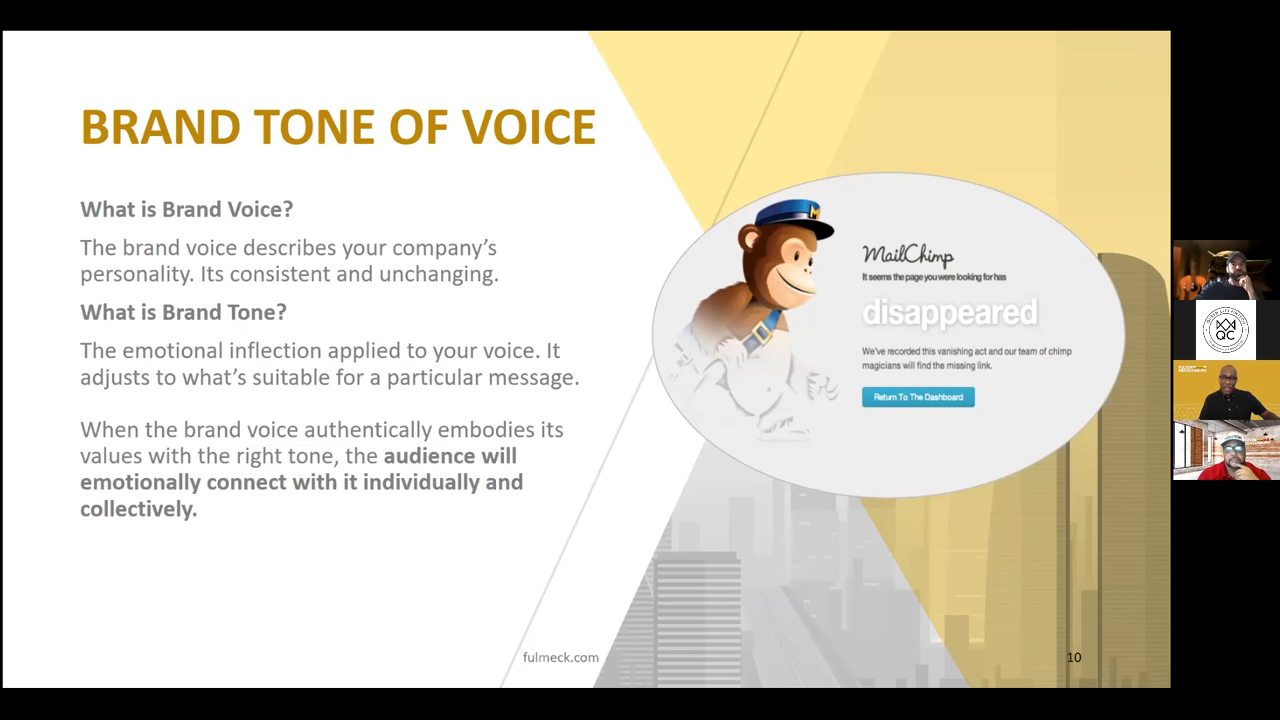 BRAND TONE OF VOICE
What is Brand Voice?
The brand voice describes your company's
personality. Its consistent and unchanging.
What is Brand Tone?
The emotional inflection applied to your voice. It
adjusts to what's suitable for a particular message.
When the brand voice authentically embodies its
values with the right tone, the audience will
emotionally connect with it individually and
collectively.
M
MailChimp
It seems the page you were looking for has
disappeared
We've recorded this vanishing act and our team of chimp
magicians will find the missing link.
Return To The Dashboard
fulmeck.com
10
QC